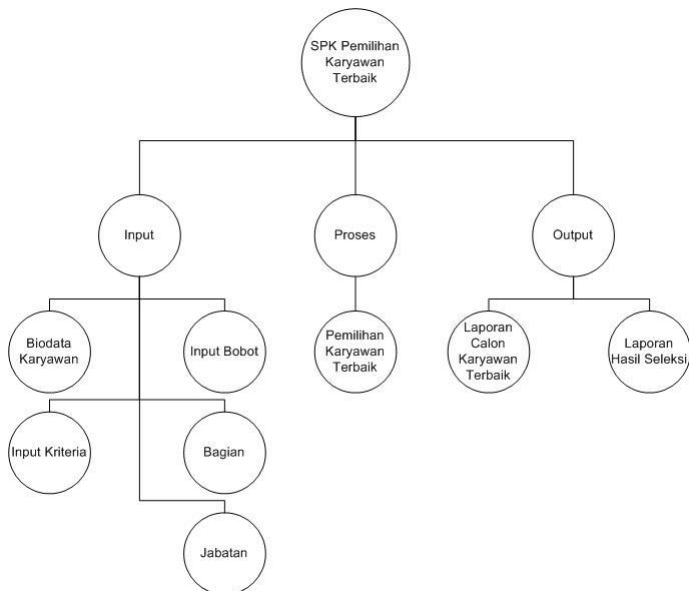 SPK Pemilihan
Karyawan
Terbaik
Input
Proses
Output
Biodata
Karyawan
Input Bobot
Pemilihan
Karyawan
Terbaik
Laporan
Calon
Karyawan
Terbaik
Laporan
Hasil Seleksi
Input Kriteria
Bagian
Jabatan